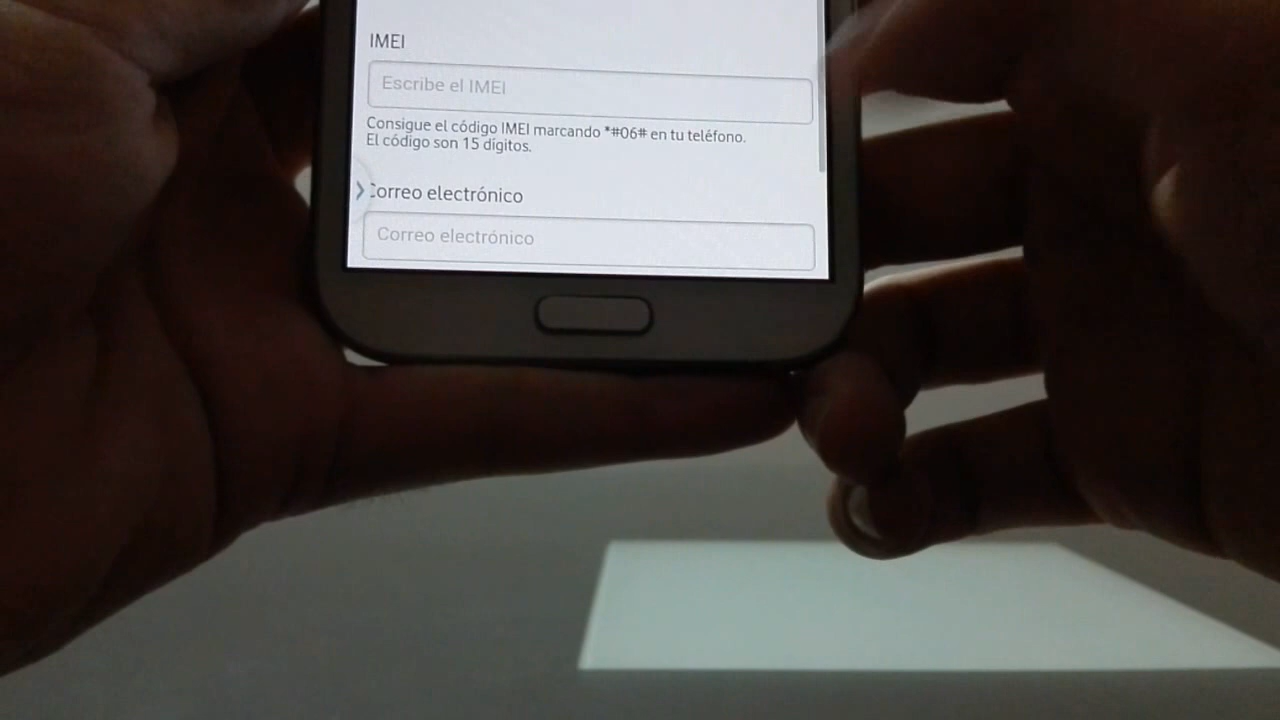 IMEI
Escribe el IMEI
Consigue el código IMEI marcando *#06# en tu teléfono.
El código son 15 dígitos.
Correo electrónico
Correo electrónico